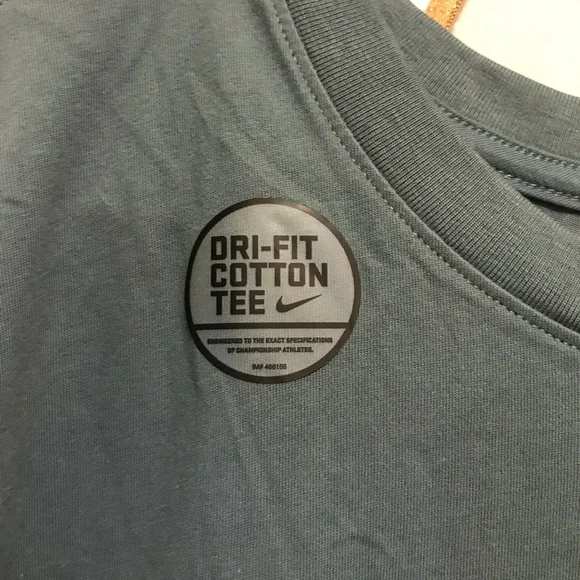 DRI-FIT
COTTON
TEE
ENGINEERED TO THE EXACT SPECIFICATIONS
OF CHAMPIONSHIP ATHLETES.